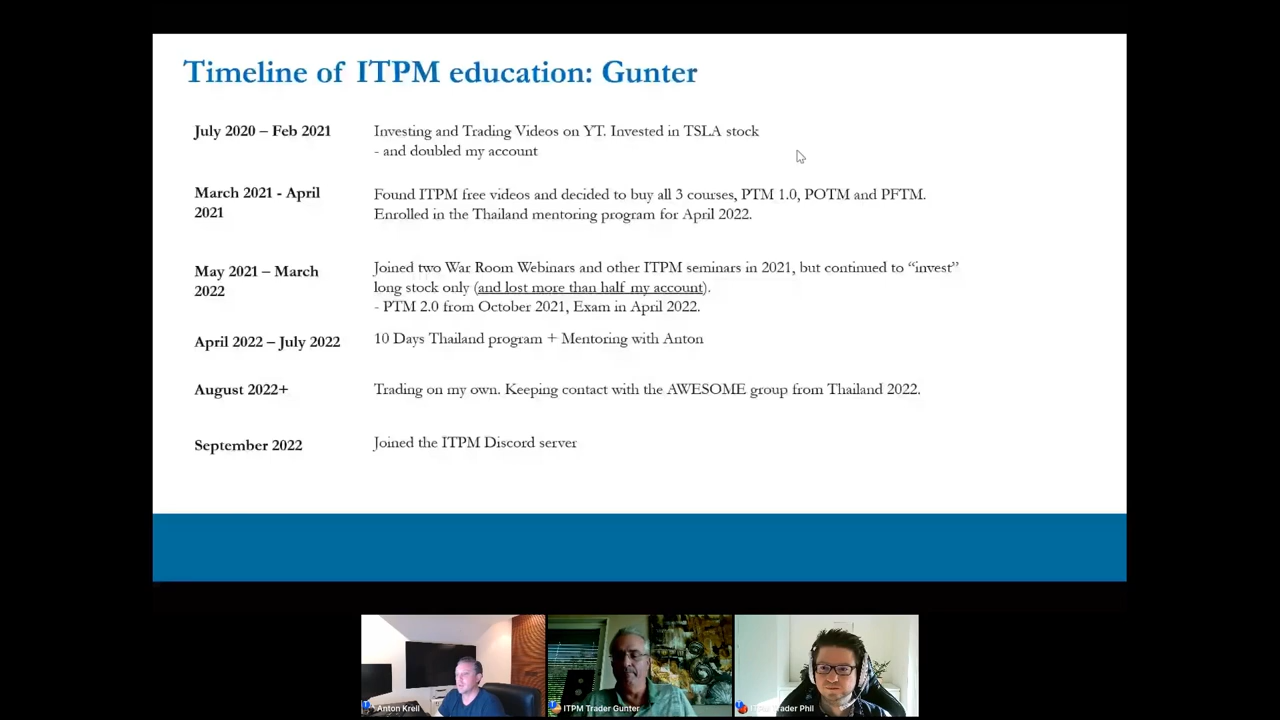 Timeline of ITPM education: Gunter
July 2020 – Feb 2021
Investing and Trading Videos on YT. Invested in TSLA stock
- and doubled my account
March 2021 - April
2021
Found ITPM free videos and decided to buy all 3 courses, PTM 1.0, POTM and PFTM.
Enrolled in the Thailand mentoring program for April 2022.
May 2021 – March
2022
Joined two War Room Webinars and other ITPM seminars in 2021, but continued to “invest”
long stock only (and lost more than half my account).
- PTM 2.0 from October 2021, Exam in April 2022.
April 2022 – July 2022
10 Days Thailand program + Mentoring with Anton
August 2022+
Trading on my own. Keeping contact with the AWESOME group from Thailand 2022.
September 2022
Joined the ITPM Discord server
Anton Kreil
ITPM Trader Gunter
Trader Phil